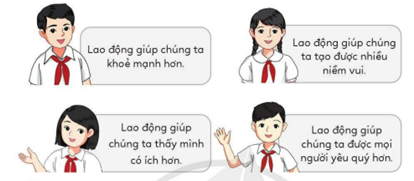 Lao động giúp chúng ta
khoẻ mạnh hơn.
Lao động giúp chúng
ta tạo được nhiều
niềm vui.
Lao động giúp
chúng ta thấy mình
có ích hơn.
Lao động giúp
chúng ta được mọi
người yêu quý hơn.